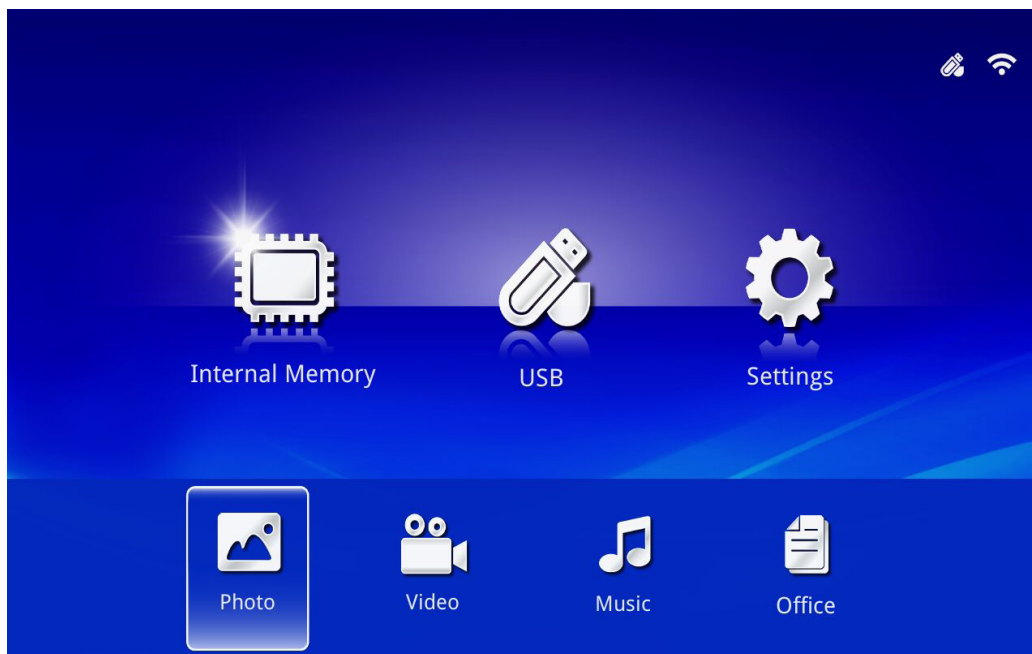 Internal Memory
USB
Settings
Photo
Video
Music
Office